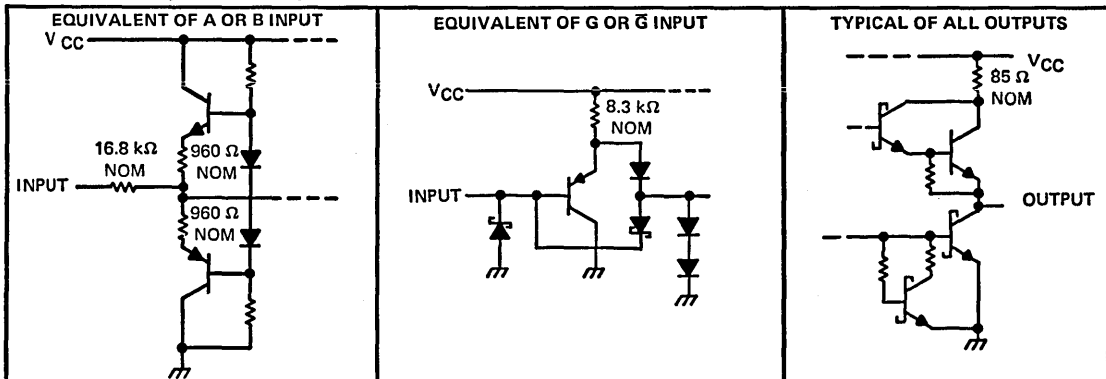 EQUIVALENT OF A OR B INPUT
VCC
16.8 kΩ
NOM
960 Ω
NOM
INPUT
960 Ω
NOM
EQUIVALENT OF G OR G̅ INPUT
VCC
8.3 kΩ
NOM
INPUT
TYPICAL OF ALL OUTPUTS
VCC
85 Ω
NOM
OUTPUT